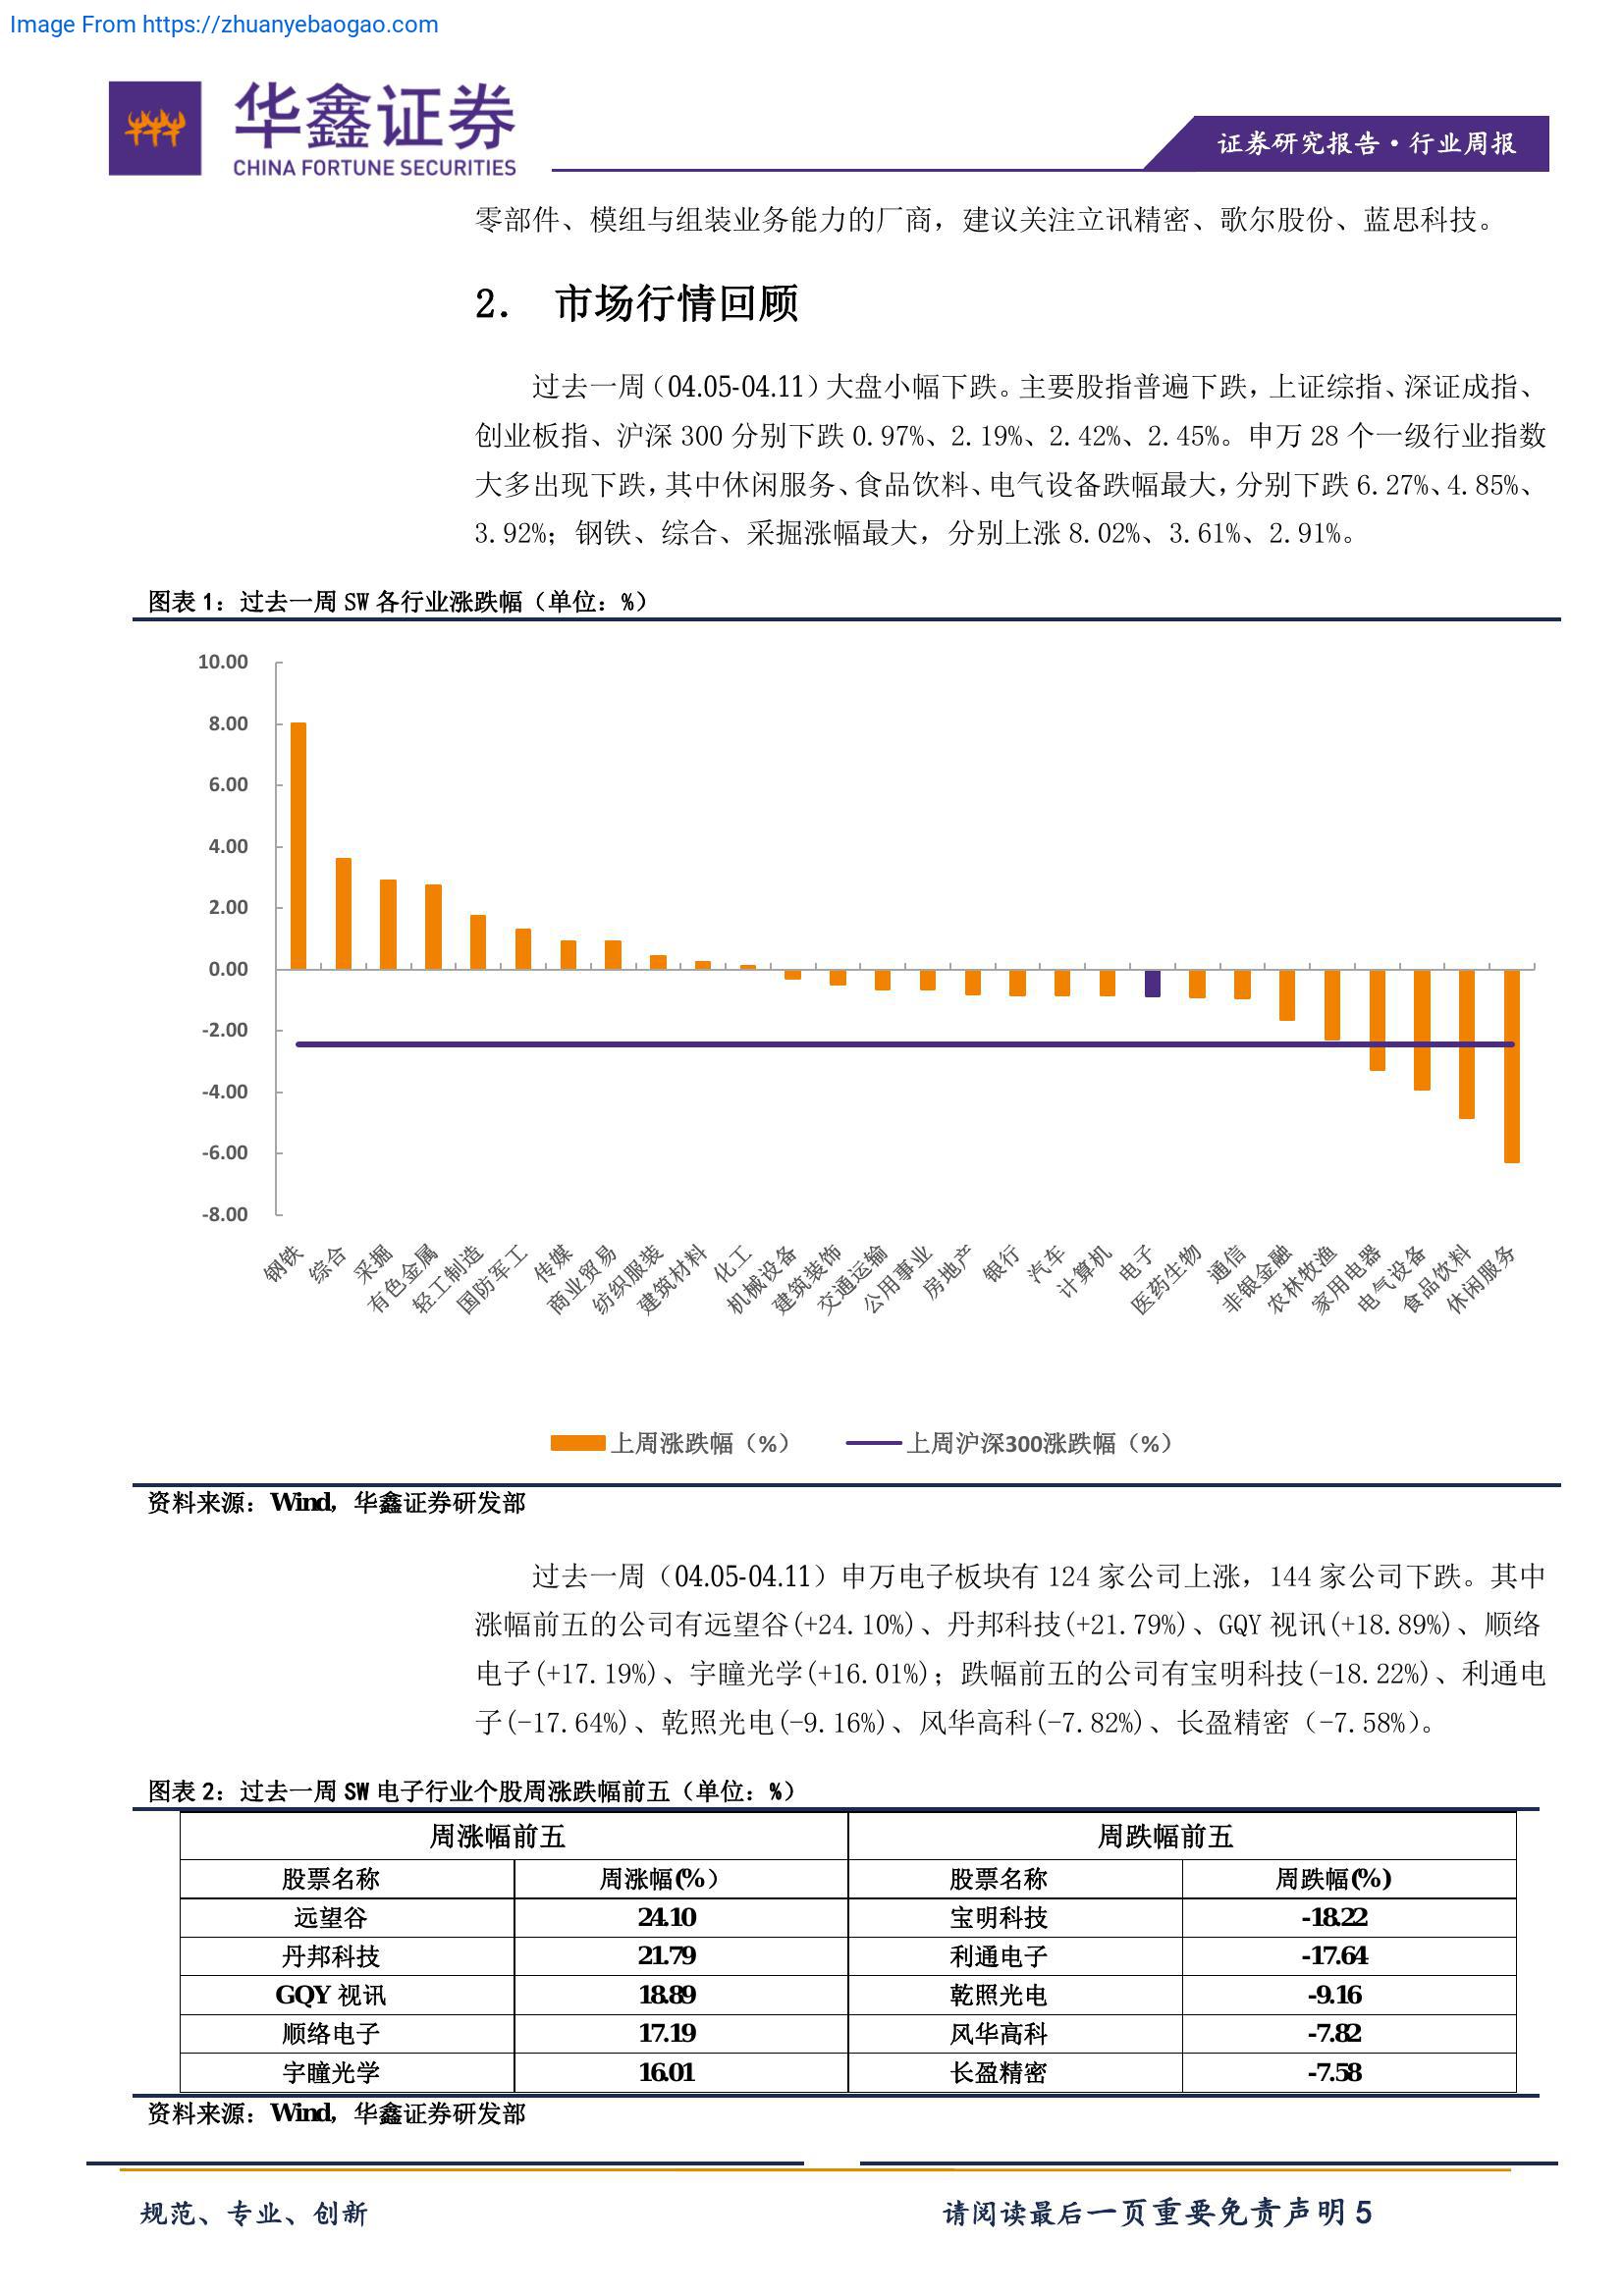 Image From https://zhuanyebaogao.com
华鑫证券
CHINA FORTUNE SECURITIES
证券研究报告·行业周报
零部件、模组与组装业务能力的厂商，建议关注立讯精密、歌尔股份、蓝思科技。
2. 市场行情回顾
过去一周（04.05-04.11）大盘小幅下跌。主要股指普遍下跌，上证综指、深证成指、
创业板指、沪深 300 分别下跌 0.97%、2.19%、2.42%、2.45%。申万 28 个一级行业指数
大多出现下跌，其中休闲服务、食品饮料、电气设备跌幅最大，分别下跌 6.27%、4.85%、
3.92%；钢铁、综合、采掘涨幅最大，分别上涨 8.02%、3.61%、2.91%。
图表 1：过去一周 SW 各行业涨跌幅（单位：%）
10.00
8.00
6.00
4.00
2.00
0.00
-2.00
-4.00
-6.00
-8.00
钢铁
综合
采掘
有色金属
轻工制造
国防军工
传媒
商业贸易
纺织服装
建筑材料
化工
机械设备
建筑装饰
交通运输
公用事业
房地产
银行
汽车
计算机
电子
医药生物
通信
非银金融
农林牧渔
家用电器
电气设备
食品饮料
休闲服务
上周涨跌幅（%） 上周沪深300涨跌幅（%）
资料来源：Wind，华鑫证券研发部
过去一周（04.05-04.11）申万电子板块有 124 家公司上涨，144 家公司下跌。其中
涨幅前五的公司有远望谷(+24.10%)、丹邦科技(+21.79%)、GQY 视讯(+18.89%)、顺络
电子(+17.19%)、宇瞳光学(+16.01%)；跌幅前五的公司有宝明科技(-18.22%)、利通电
子(-17.64%)、乾照光电(-9.16%)、风华高科(-7.82%)、长盈精密（-7.58%)。
图表 2：过去一周 SW 电子行业个股周涨跌幅前五（单位：%）
周涨幅前五 周跌幅前五
股票名称 周涨幅(%） 股票名称 周跌幅(%)
远望谷 24.10 宝明科技 -18.22
丹邦科技 21.79 利通电子 -17.64
GQY 视讯 18.89 乾照光电 -9.16
顺络电子 17.19 风华高科 -7.82
宇瞳光学 16.01 长盈精密 -7.58
资料来源：Wind，华鑫证券研发部
规范、专业、创新 请阅读最后一页重要免责声明 5